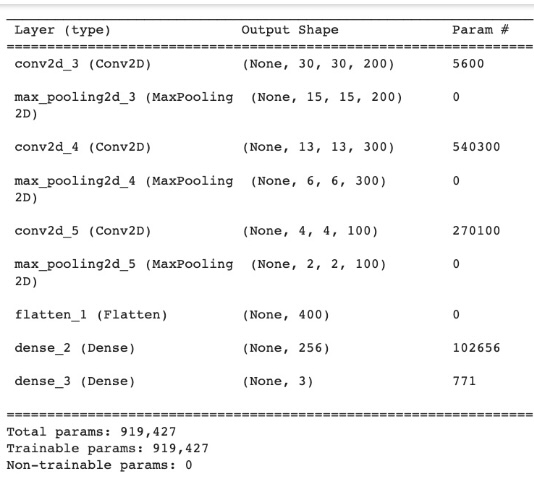 Layer (type) Output Shape Param #
=================================================================
conv2d_3 (Conv2D) (None, 30, 30, 200) 5600
max_pooling2d_3 (MaxPooling (None, 15, 15, 200) 0
2D)
conv2d_4 (Conv2D) (None, 13, 13, 300) 540300
max_pooling2d_4 (MaxPooling (None, 6, 6, 300) 0
2D)
conv2d_5 (Conv2D) (None, 4, 4, 100) 270100
max_pooling2d_5 (MaxPooling (None, 2, 2, 100) 0
2D)
flatten_1 (Flatten) (None, 400) 0
dense_2 (Dense) (None, 256) 102656
dense_3 (Dense) (None, 3) 771
=================================================================
Total params: 919,427
Trainable params: 919,427
Non-trainable params: 0